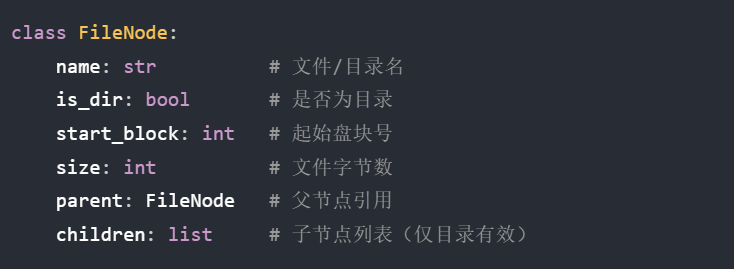 class FileNode:
    name: str          # 文件/目录名
    is_dir: bool       # 是否为目录
    start_block: int   # 起始盘块号
    size: int          # 文件字节数
    parent: FileNode   # 父节点引用
    children: list     # 子节点列表（仅目录有效）